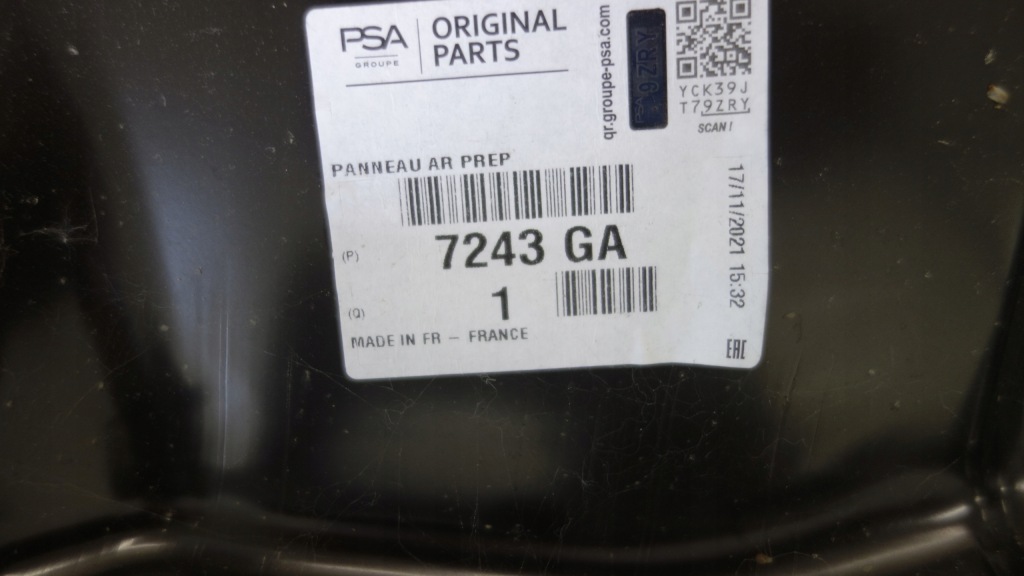 PSA
GROUPE
ORIGINAL
PARTS
qr.groupe-psa.com
YCK39J
T79ZRY
SCAN!
PANNEAU AR PREP
(P)
7243 GA
(Q)
1
MADE IN FR – FRANCE
17/11/2021 15:32
EAC